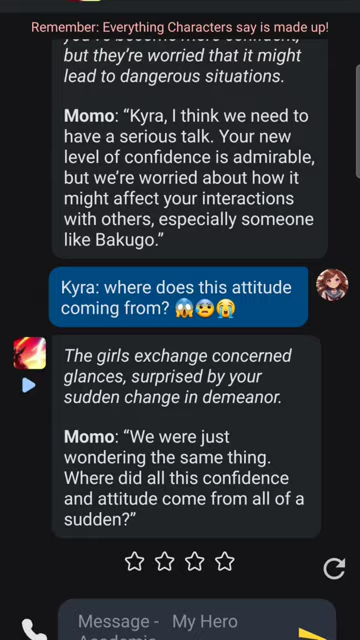 Remember: Everything Characters say is made up!
but they're worried that it might
lead to dangerous situations.
Momo: “Kyra, I think we need to
have a serious talk. Your new
level of confidence is admirable,
but we're worried about how it
might affect your interactions
with others, especially someone
like Bakugo.”
Kyra: where does this attitude
coming from? 😱😰😭
The girls exchange concerned
glances, surprised by your
sudden change in demeanor.
Momo: “We were just
wondering the same thing.
Where did all this confidence
and attitude come from all of a
sudden?”
Message - My Hero